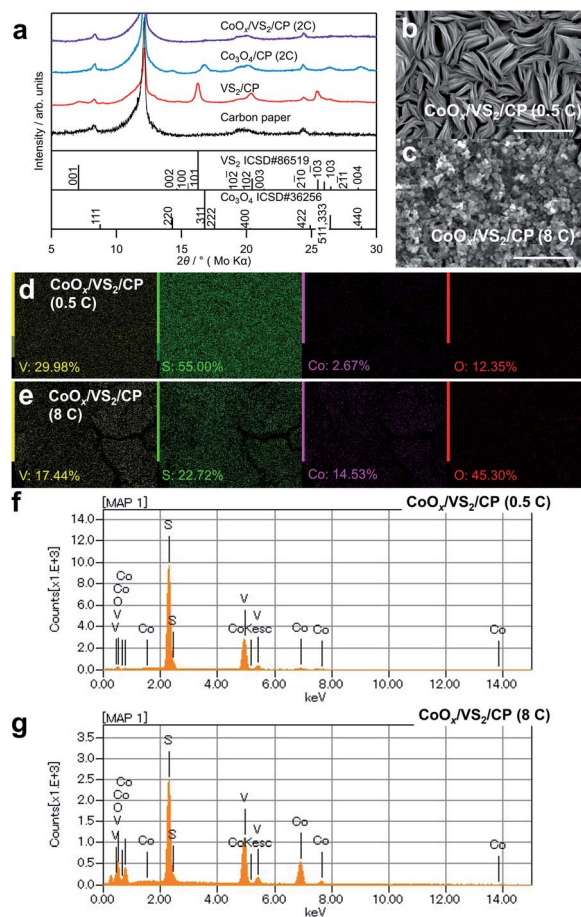 a
CoOx/VS2/CP (2C)
Co3O4/CP (2C)
VS2/CP
Carbon paper
Intensity / arb. units
VS2 ICSD#86519
001
002
100
101
1̄02
102
003
2̄10
1̄03
103
2̄11
004
Co3O4 ICSD#36256
111
220
311
222
400
422
511,333
440
5 10 15 20 25 30
2θ / ° ( Mo Kα)
b
CoOx/VS2/CP (0.5 C)
c
CoOx/VS2/CP (8 C)
d
CoOx/VS2/CP
(0.5 C)
V: 29.98% S: 55.00% Co: 2.67% O: 12.35%
e
CoOx/VS2/CP
(8 C)
V: 17.44% S: 22.72% Co: 14.53% O: 45.30%
f
[MAP 1]
CoOx/VS2/CP (0.5 C)
Counts[x1.E+3]
14.0
12.0
10.0
8.0
6.0
4.0
2.0
0.0
S
Co
Co
O
V
V
Co
S
V
V
CoKesc
Co
Co
Co
0.00 2.00 4.00 6.00 8.00 10.00 12.00 14.00
keV
g
[MAP 1]
CoOx/VS2/CP (8 C)
Counts[x1.E+3]
3.5
3.0
2.5
2.0
1.5
1.0
0.5
0.0
S
Co
Co
O
V
V
Co
S
V
V
CoKesc
Co
Co
Co
0.00 2.00 4.00 6.00 8.00 10.00 12.00 14.00
keV